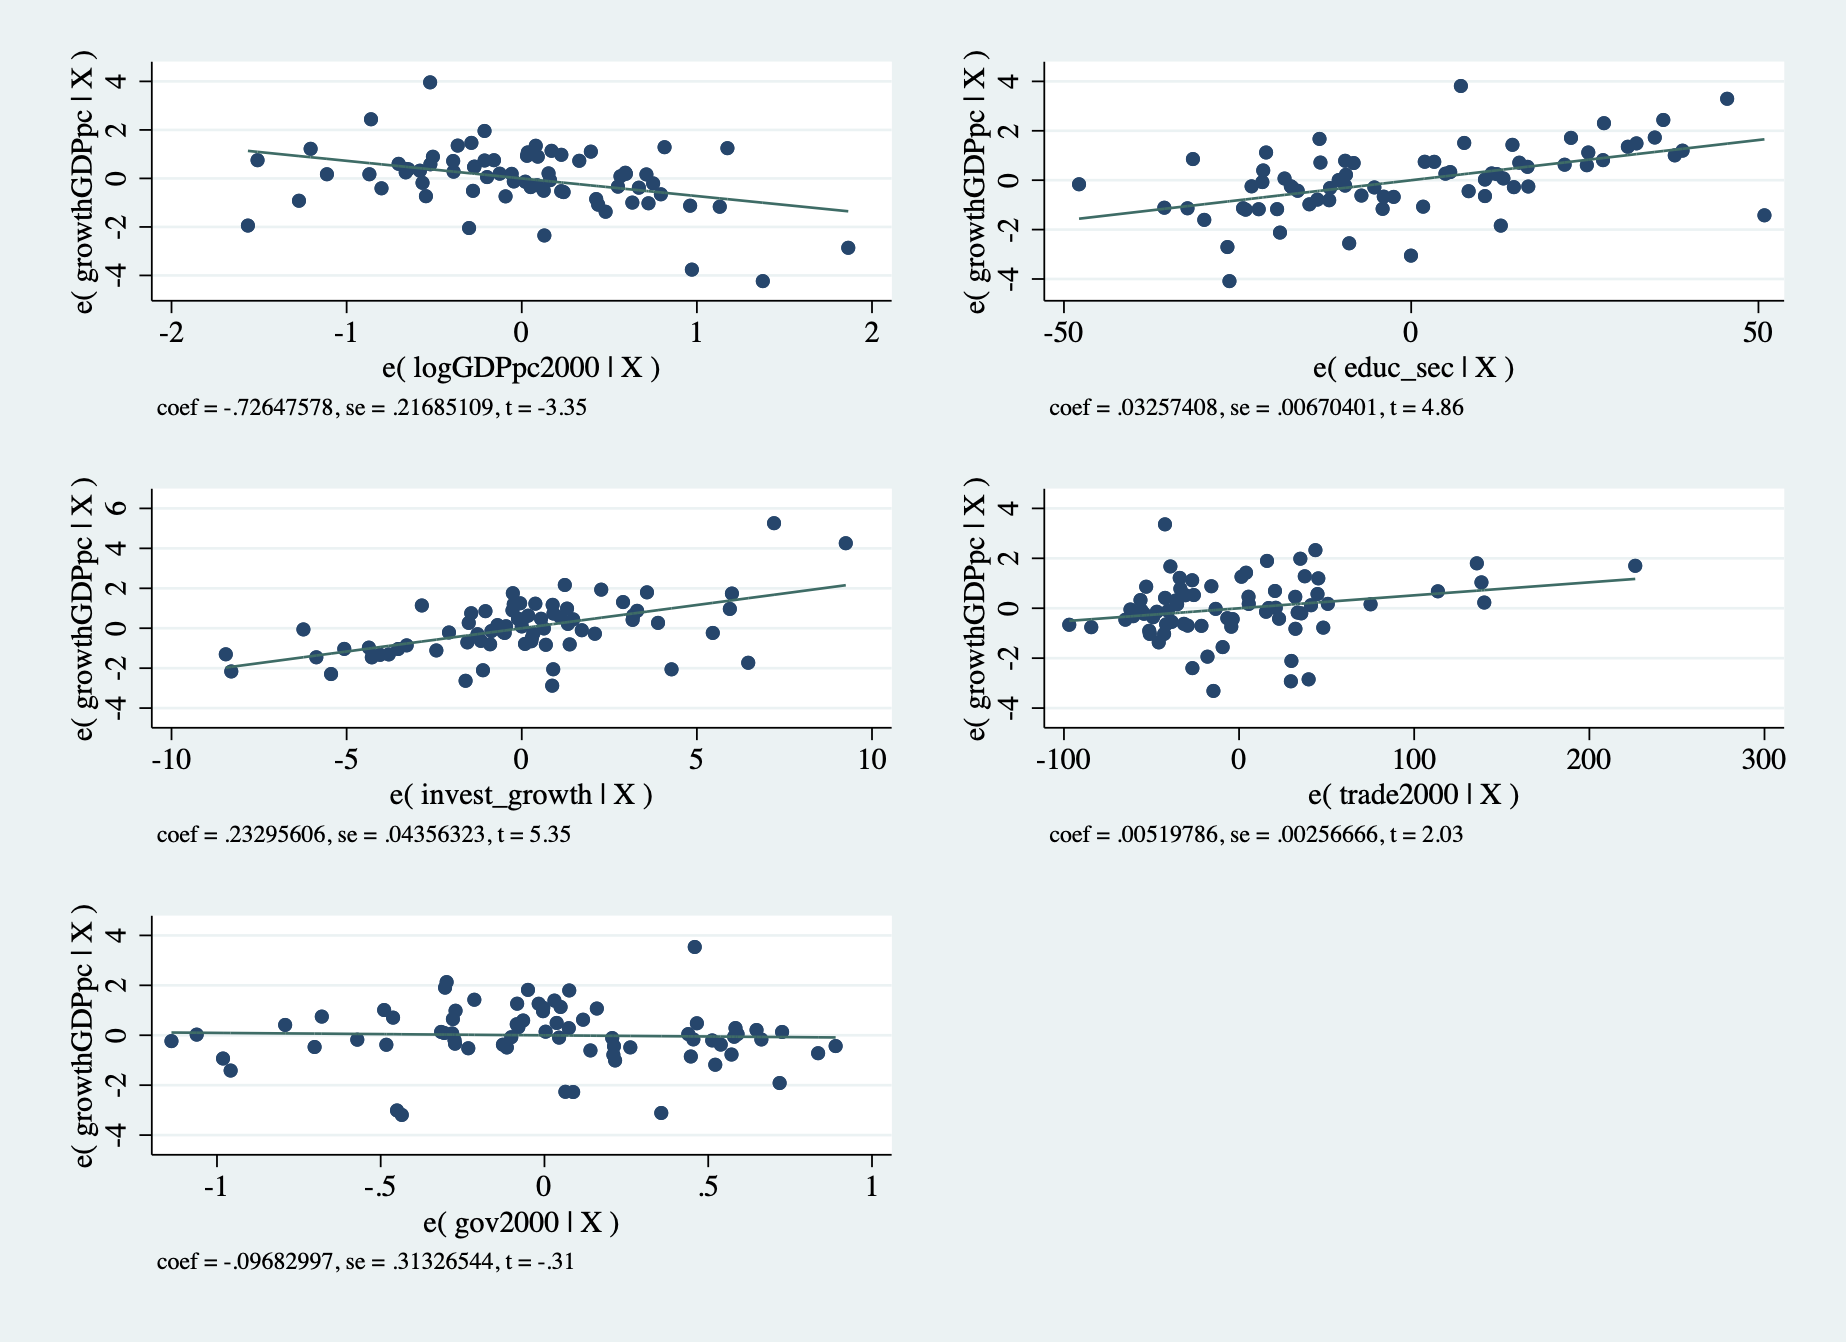 e( growthGDPpc | X )
4
2
0
-2
-4
-2 -1 0 1 2
e( logGDPpc2000 | X )
coef = -.72647578, se = .21685109, t = -3.35
e( growthGDPpc | X )
4
2
0
-2
-4
-50 0 50
e( educ_sec | X )
coef = .03257408, se = .00670401, t = 4.86
e( growthGDPpc | X )
6
4
2
0
-2
-4
-10 -5 0 5 10
e( invest_growth | X )
coef = .23295606, se = .04356323, t = 5.35
e( growthGDPpc | X )
4
2
0
-2
-4
-100 0 100 200 300
e( trade2000 | X )
coef = .00519786, se = .00256666, t = 2.03
e( growthGDPpc | X )
4
2
0
-2
-4
-1 -.5 0 .5 1
e( gov2000 | X )
coef = -.09682997, se = .31326544, t = -.31